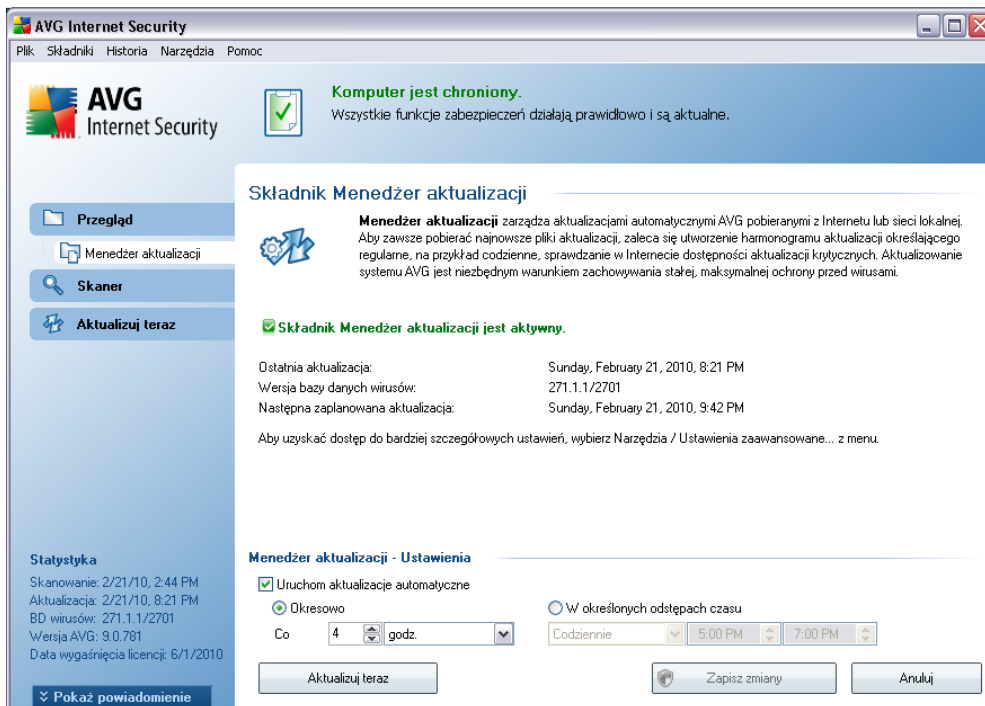 AVG Internet Security
Plik Składniki Historia Narzędzia Pomoc
AVG
Internet Security
Komputer jest chroniony.
Wszystkie funkcje zabezpieczeń działają prawidłowo i są aktualne.
Przegląd
Menedżer aktualizacji
Skaner
Aktualizuj teraz
Składnik Menedżer aktualizacji
Menedżer aktualizacji zarządza aktualizacjami automatycznymi AVG pobieranymi z Internetu lub sieci lokalnej.
Aby zawsze pobierać najnowsze pliki aktualizacji, zaleca się utworzenie harmonogramu aktualizacji określającego
regularne, na przykład codzienne, sprawdzanie w Internecie dostępności aktualizacji krytycznych. Aktualizowanie
systemu AVG jest niezbędnym warunkiem zachowywania stałej, maksymalnej ochrony przed wirusami.
Składnik Menedżer aktualizacji jest aktywny.
Ostatnia aktualizacja: Sunday, February 21, 2010, 8:21 PM
Wersja bazy danych wirusów: 271.1.1/2701
Następna zaplanowana aktualizacja: Sunday, February 21, 2010, 9:42 PM
Aby uzyskać dostęp do bardziej szczegółowych ustawień, wybierz Narzędzia / Ustawienia zaawansowane... z menu.
Statystyka
Skanowanie: 2/21/10, 2:44 PM
Aktualizacja: 2/21/10, 8:21 PM
BD wirusów: 271.1.1/2701
Wersja AVG: 9.0.781
Data wygaśnięcia licencji: 6/1/2010
Pokaż powiadomienie
Menedżer aktualizacji - Ustawienia
Uruchom aktualizacje automatyczne
Okresowo W określonych odstępach czasu
Co 4 godz. Codziennie 5:00 PM 7:00 PM
Aktualizuj teraz Zapisz zmiany Anuluj